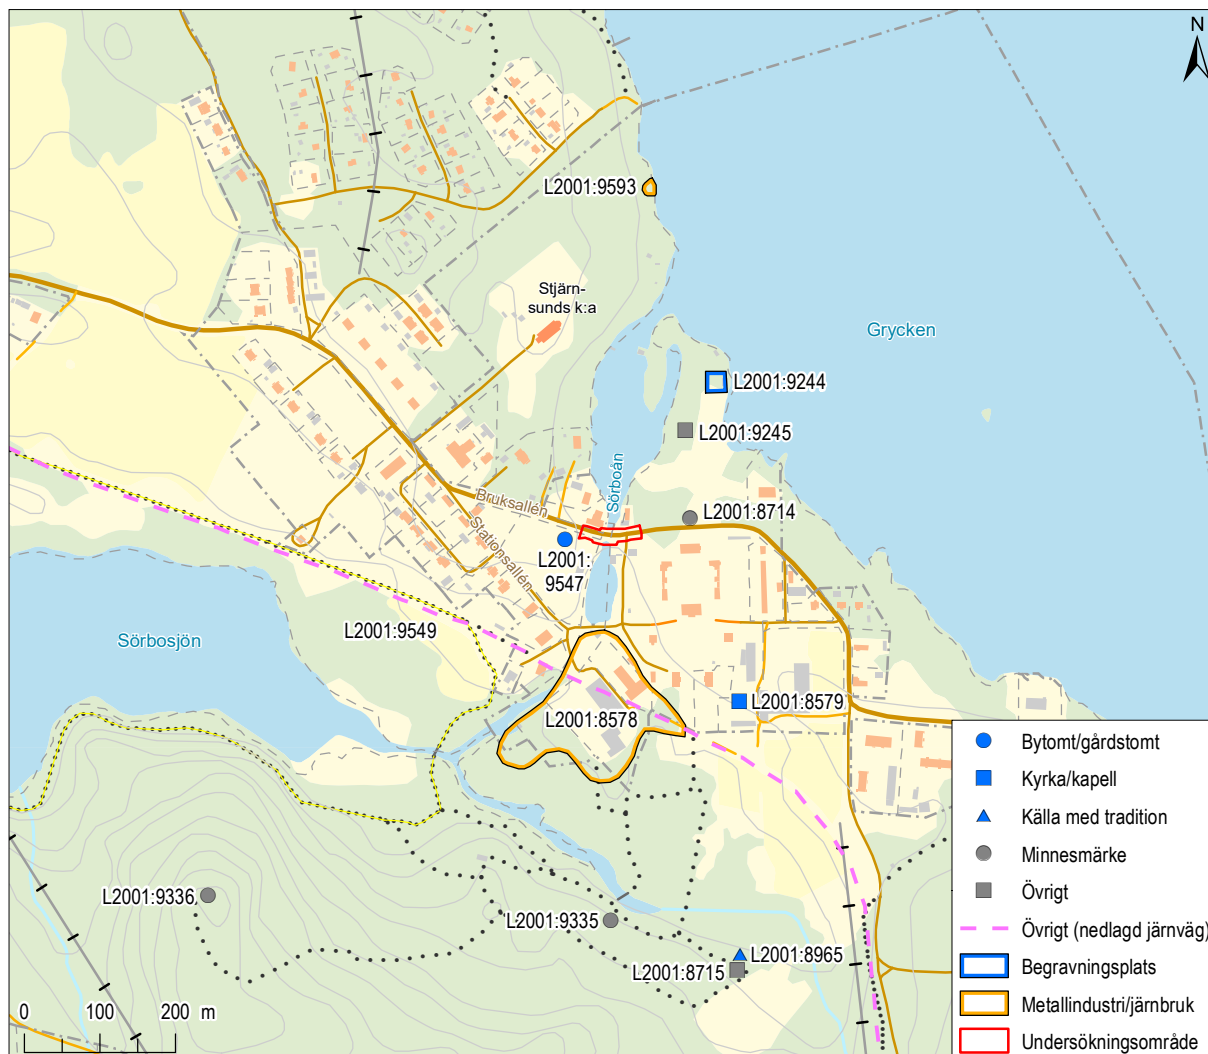 N
L2001:9593
Stjärn-
sunds k:a
Grycken
L2001:9244
L2001:9245
Sörboån
Bruksallén
L2001:8714
Stationsallén
L2001:
9547
L2001:9549
Sörbosjön
L2001:8579
L2001:8578
L2001:9336
L2001:9335
L2001:8965
L2001:8715
0 100 200 m
Bytomt/gårdstomt
Kyrka/kapell
Källa med tradition
Minnesmärke
Övrigt
Övrigt (nedlagd järnväg)
Begravningsplats
Metallindustri/järnbruk
Undersökningsområde